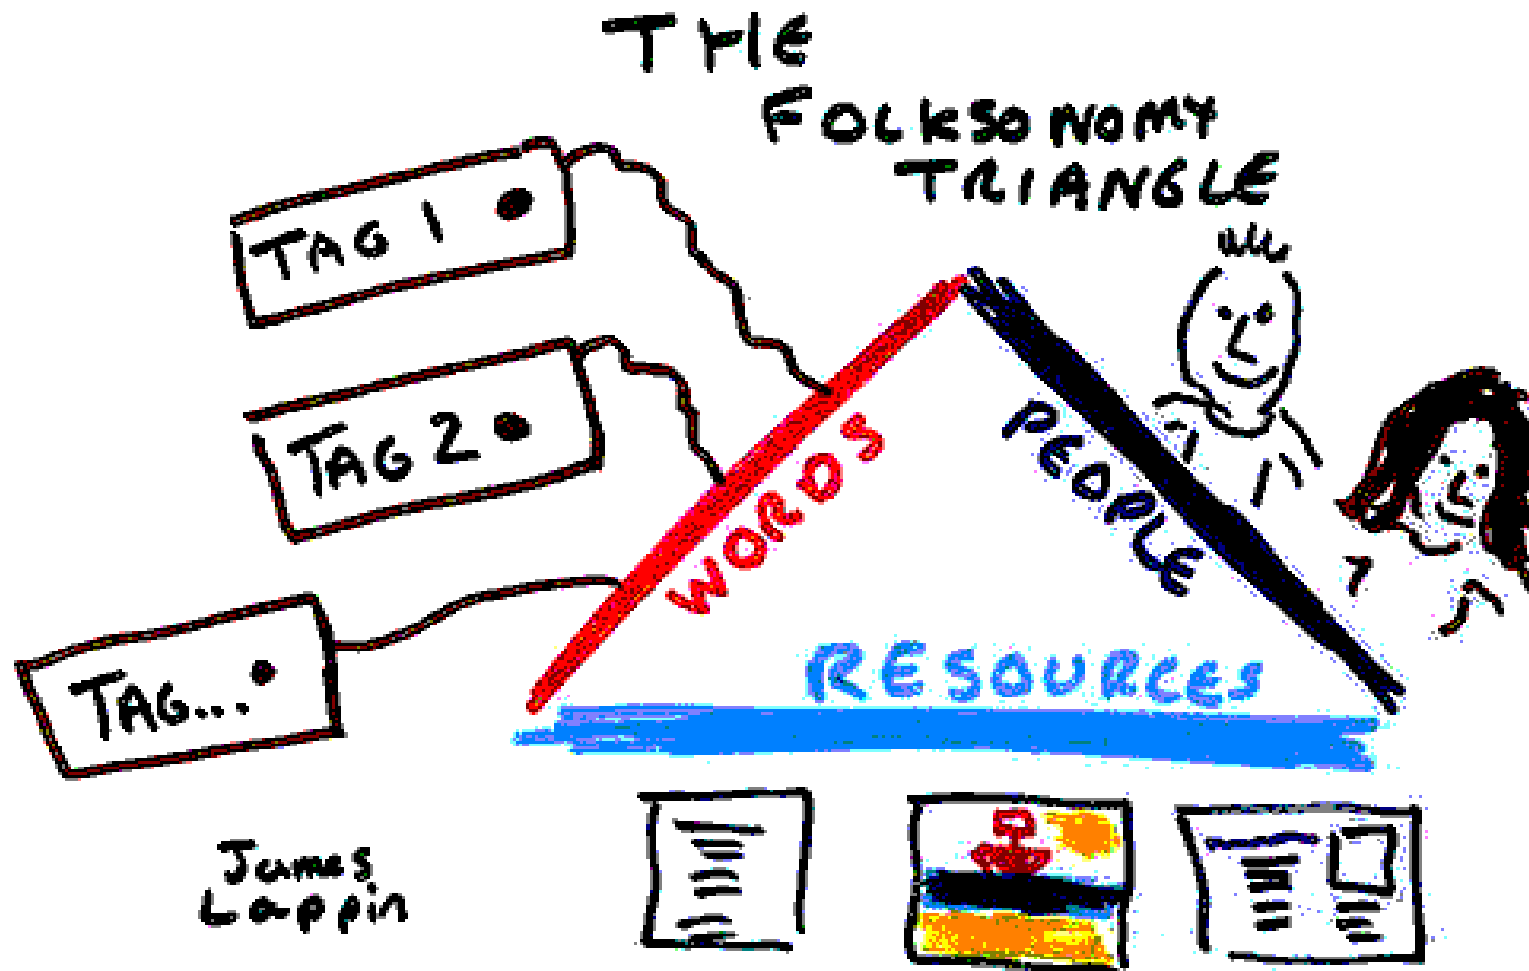 THE
FOLKSONOMY
TRIANGLE
TAG 1
TAG 2
TAG...
WORDS
PEOPLE
RESOURCES
James
Lappin